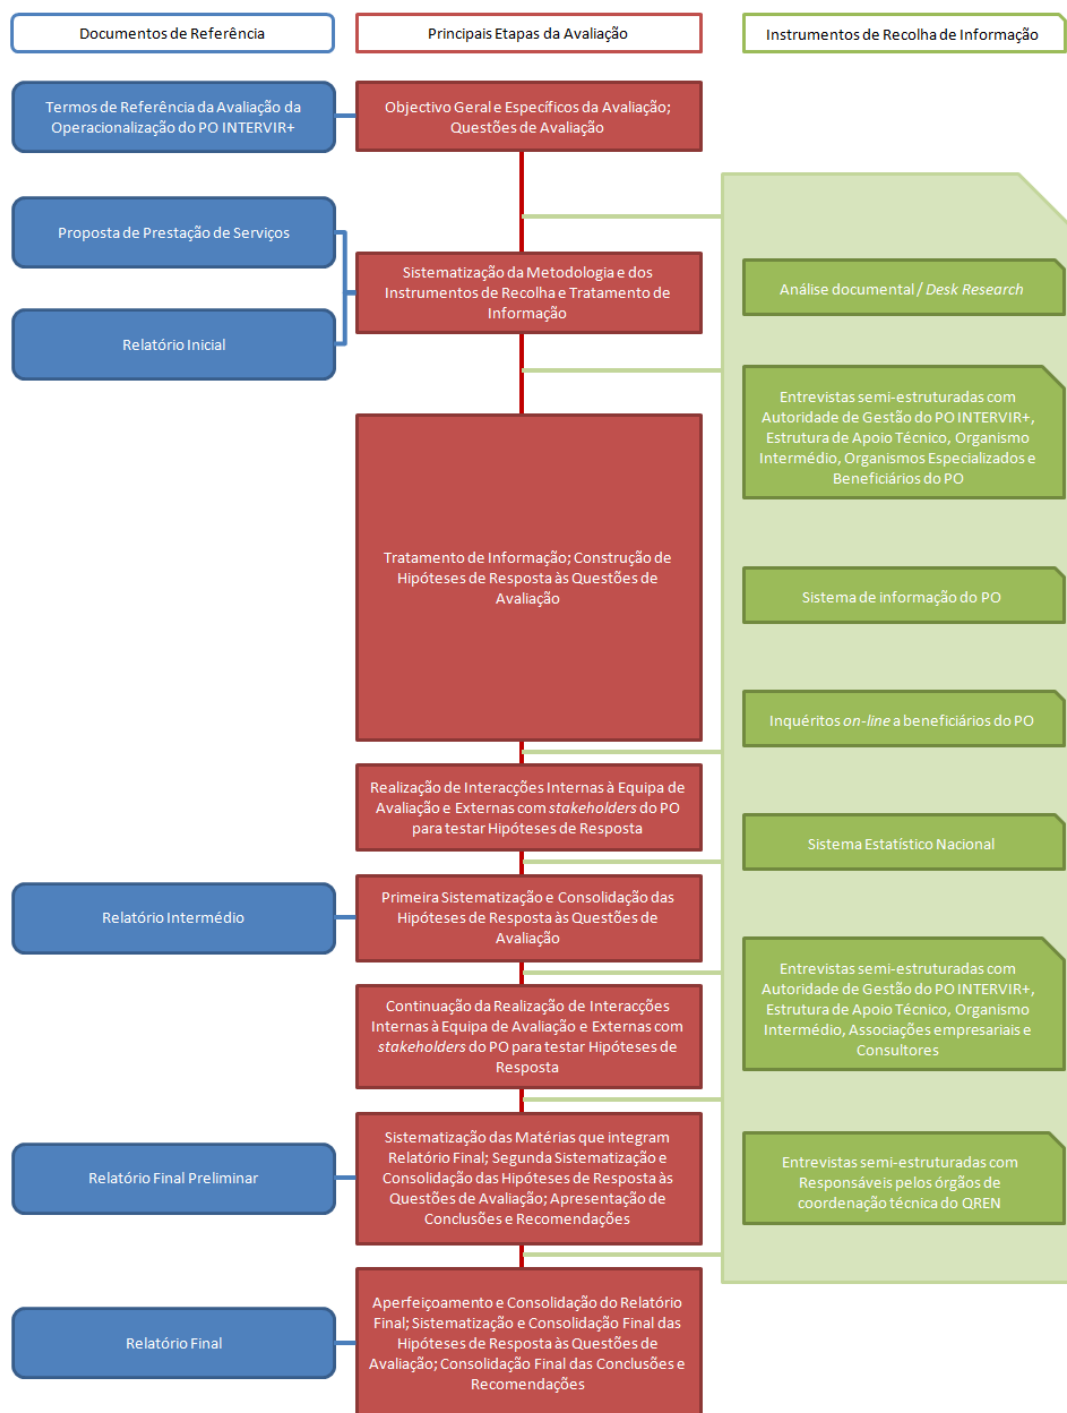 Documentos de Referência
Principais Etapas da Avaliação
Instrumentos de Recolha de Informação
Termos de Referência da Avaliação da
Operacionalização do PO INTERVIR+
Objectivo Geral e Específicos da Avaliação;
Questões de Avaliação
Proposta de Prestação de Serviços
Relatório Inicial
Sistematização da Metodologia e dos
Instrumentos de Recolha e Tratamento de
Informação
Análise documental / Desk Research
Entrevistas semi-estruturadas com
Autoridade de Gestão do PO INTERVIR+,
Estrutura de Apoio Técnico, Organismo
Intermédio, Organismos Especializados e
Beneficiários do PO
Tratamento de Informação; Construção de
Hipóteses de Resposta às Questões de
Avaliação
Sistema de informação do PO
Inquéritos on-line a beneficiários do PO
Realização de Interacções Internas à Equipa de
Avaliação e Externas com stakeholders do PO
para testar Hipóteses de Resposta
Sistema Estatístico Nacional
Relatório Intermédio
Primeira Sistematização e Consolidação das
Hipóteses de Resposta às Questões de
Avaliação
Entrevistas semi-estruturadas com
Autoridade de Gestão do PO INTERVIR+,
Estrutura de Apoio Técnico, Organismo
Intermédio, Associações empresariais e
Consultores
Continuação da Realização de Interacções
Internas à Equipa de Avaliação e Externas com
stakeholders do PO para testar Hipóteses de
Resposta
Relatório Final Preliminar
Sistematização das Matérias que integram
Relatório Final; Segunda Sistematização e
Consolidação das Hipóteses de Resposta às
Questões de Avaliação; Apresentação de
Conclusões e Recomendações
Entrevistas semi-estruturadas com
Responsáveis pelos órgãos de
coordenação técnica do QREN
Relatório Final
Aperfeiçoamento e Consolidação do Relatório
Final; Sistematização e Consolidação Final das
Hipóteses de Resposta às Questões de
Avaliação; Consolidação Final das Conclusões e
Recomendações